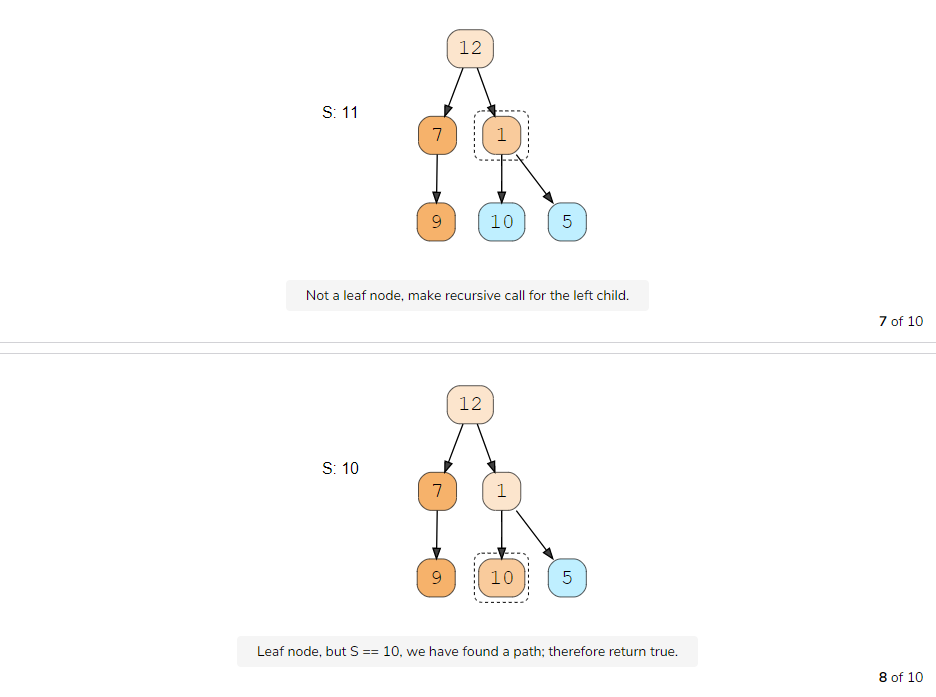 12
S: 11
7 1
9 10 5
Not a leaf node, make recursive call for the left child.
7 of 10
12
S: 10
7 1
9 10 5
Leaf node, but S == 10, we have found a path; therefore return true.
8 of 10